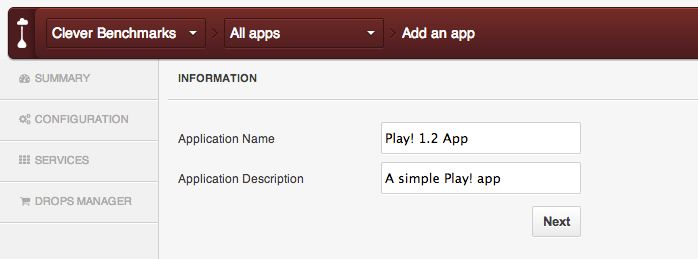 Clever Benchmarks All apps Add an app
SUMMARY
CONFIGURATION
SERVICES
DROPS MANAGER
INFORMATION
Application Name Play! 1.2 App
Application Description A simple Play! app
Next